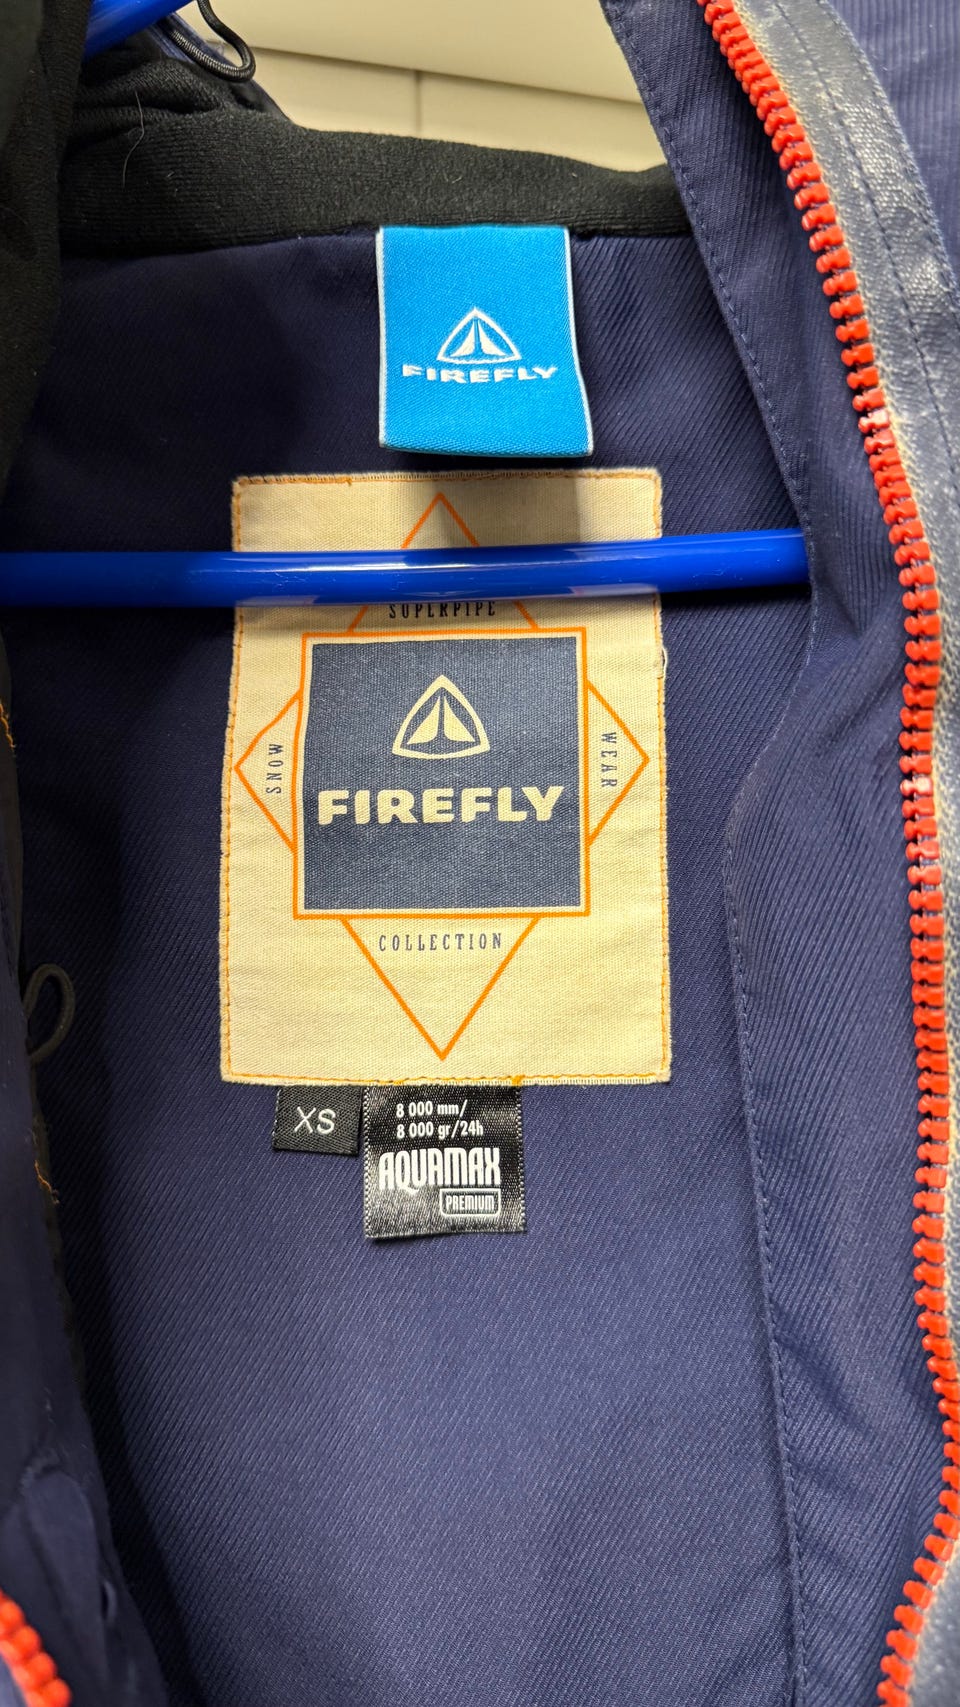 FIREFLY
SUPERPIPE
SNOW
WEAR
FIREFLY
COLLECTION
XS
8 000 mm/
8 000 gr/24h
AQUAMAX
PREMIUM